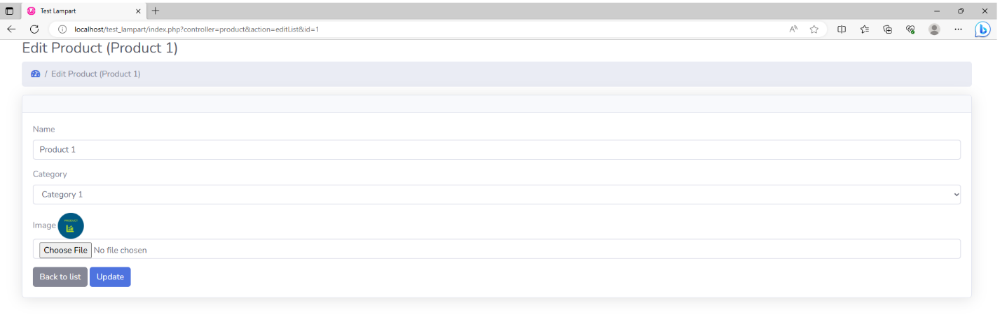 Test Lampart
localhost/test_lampart/index.php?controller=product&action=editList&id=1
Edit Product (Product 1)
/ Edit Product (Product 1)
Name
Product 1
Category
Category 1
Image
PRODUCT
Choose File No file chosen
Back to list Update